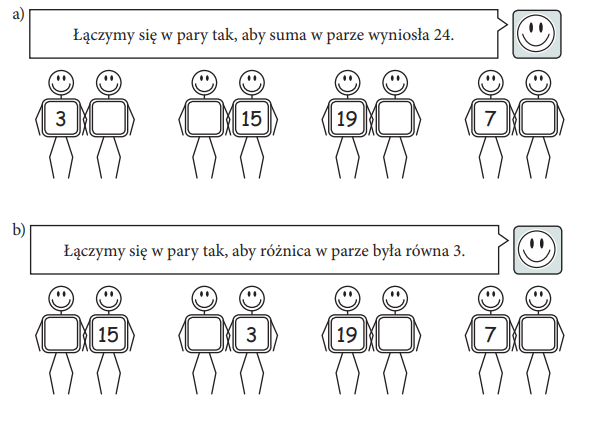 a)
Łączymy się w pary tak, aby suma w parze wyniosła 24.
3 15 19 7
b)
Łączymy się w pary tak, aby różnica w parze była równa 3.
15 3 19 7